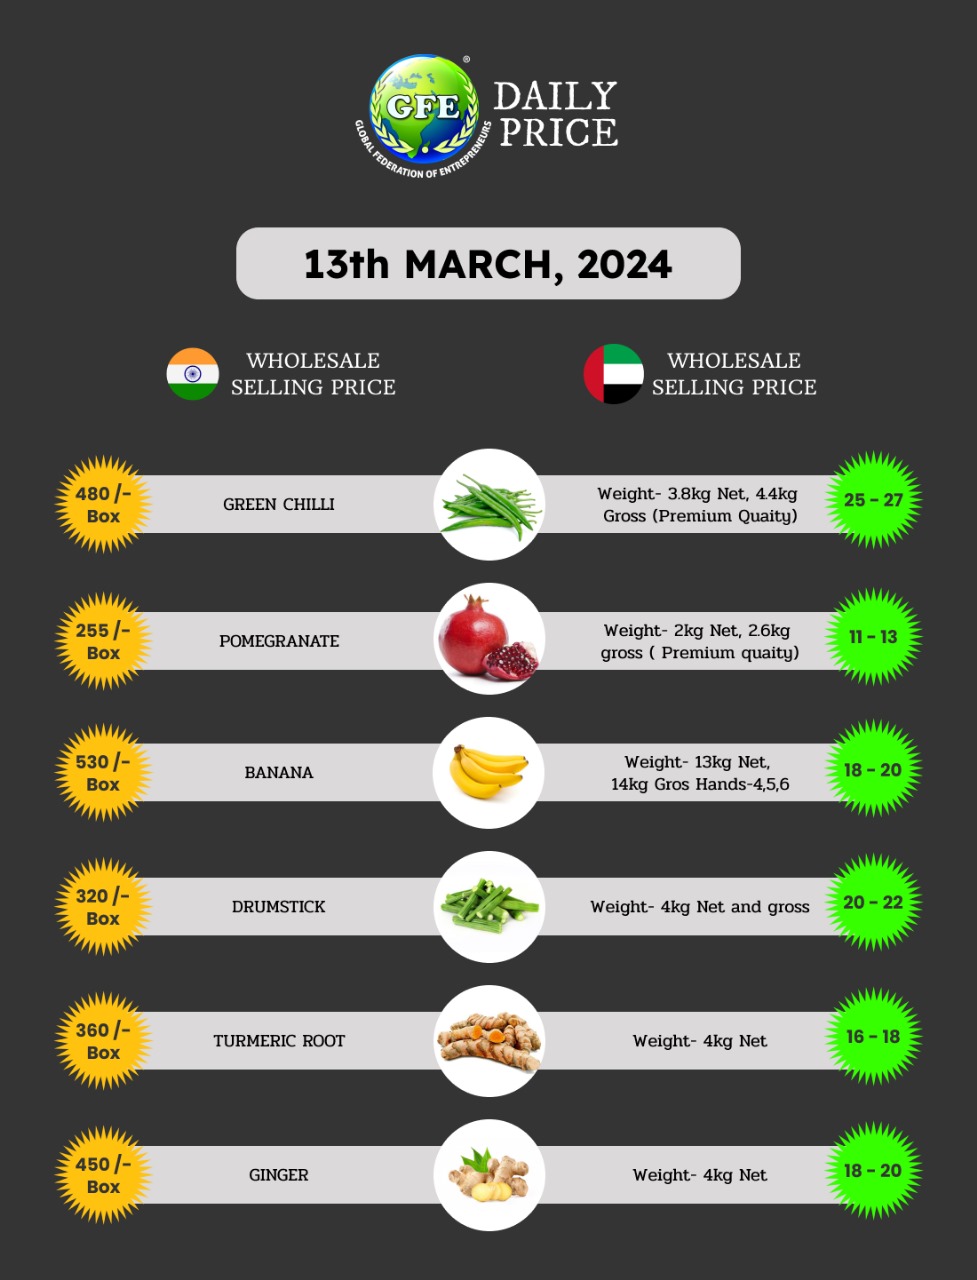 GFE
®
GLOBAL FEDERATION OF ENTREPRENEURS
DAILY
PRICE
13th MARCH, 2024
WHOLESALE
SELLING PRICE
WHOLESALE
SELLING PRICE
480 /-
Box
GREEN CHILLI
Weight- 3.8kg Net, 4.4kg
Gross (Premium Quaity)
25 - 27
255 /-
Box
POMEGRANATE
Weight- 2kg Net, 2.6kg
gross ( Premium quaity)
11 - 13
530 /-
Box
BANANA
Weight- 13kg Net,
14kg Gros Hands-4,5,6
18 - 20
320 /-
Box
DRUMSTICK
Weight- 4kg Net and gross
20 - 22
360 /-
Box
TURMERIC ROOT
Weight- 4kg Net
16 - 18
450 /-
Box
GINGER
Weight- 4kg Net
18 - 20